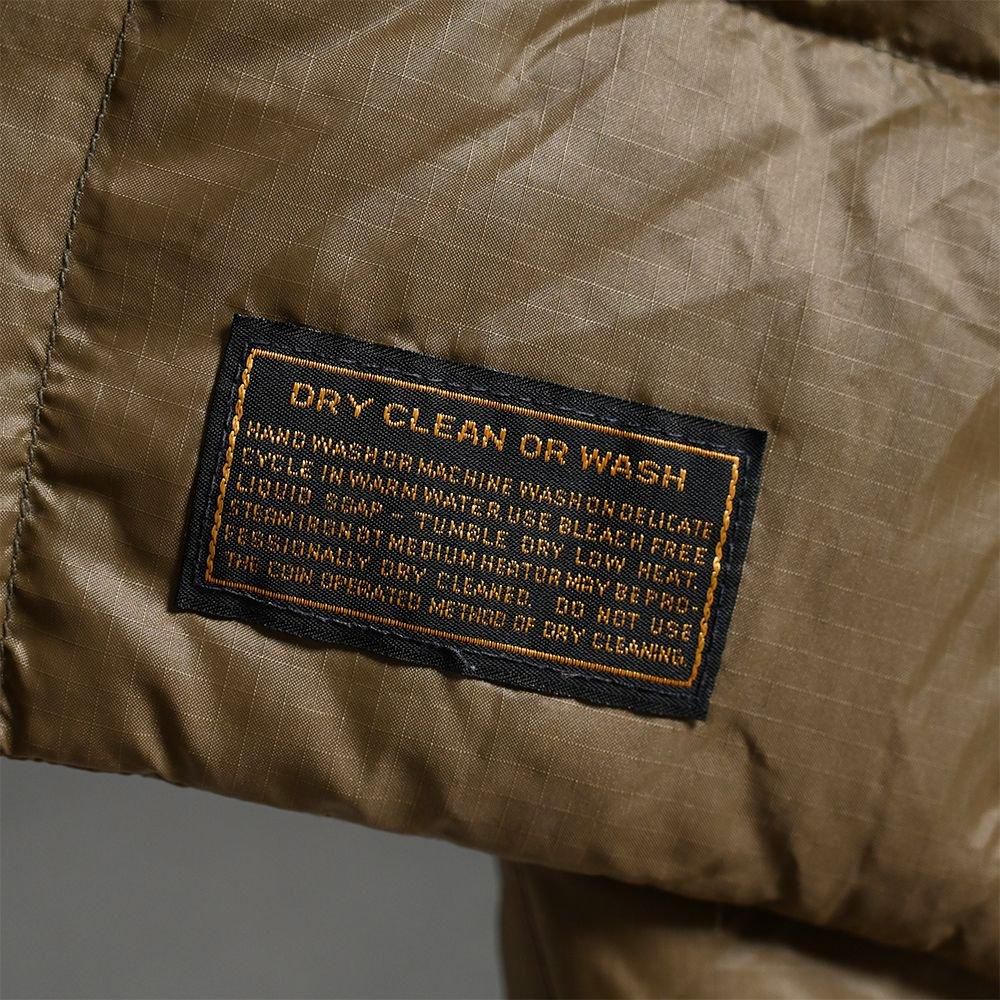 DRY CLEAN OR WASH
HAND WASH OR MACHINE WASH ON DELICATE
CYCLE IN WARM WATER. USE BLEACH FREE
LIQUID SOAP - TUMBLE DRY LOW HEAT.
STEAM IRON AT MEDIUM HEAT OR MAY BE PRO-
FESSIONALLY DRY CLEANED. DO NOT USE
THE COIN OPERATED METHOD OF DRY CLEANING.